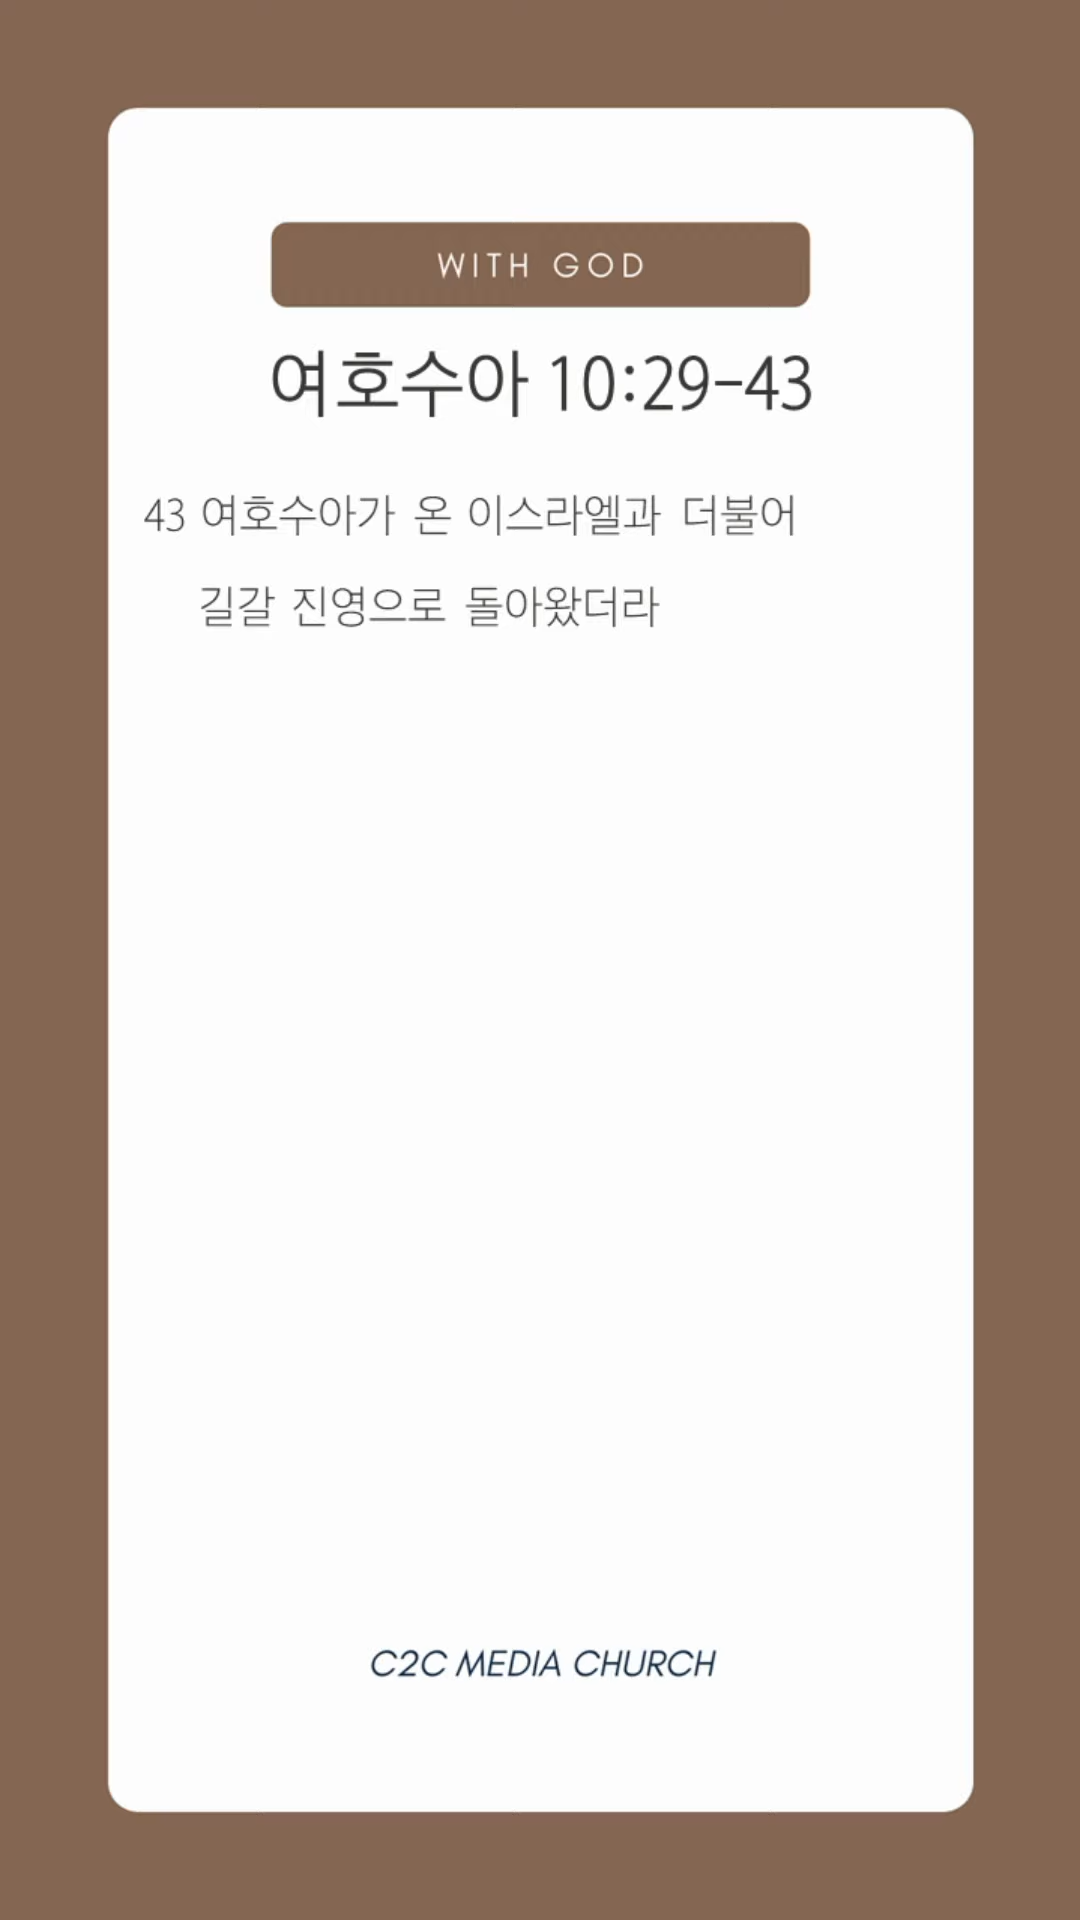 WITH GOD
여호수아 10:29-43
43 여호수아가 온 이스라엘과 더불어
길갈 진영으로 돌아왔더라
C2C MEDIA CHURCH